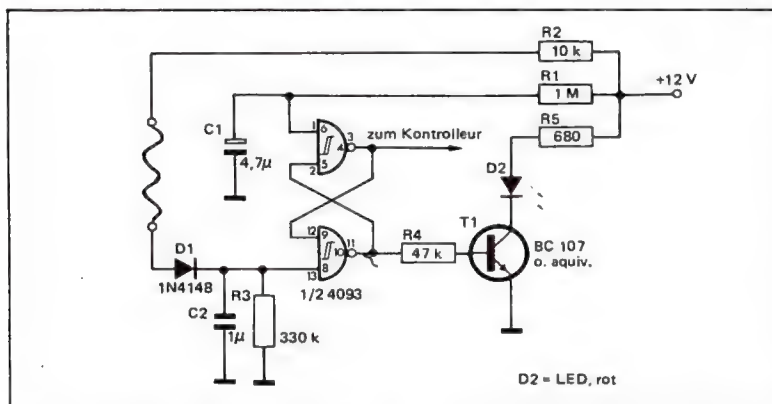 R2
10 k
R1
1 M
+12 V
R5
680
C1
4,7µ
1
6
4
3
5
2
zum Kontrolleur
D2
12
9
10
11
8
13
R4
47 k
T1
BC 107
o. aquiv.
D1
1N4148
C2
1µ
R3
330 k
1/2 4093
D2 = LED, rot